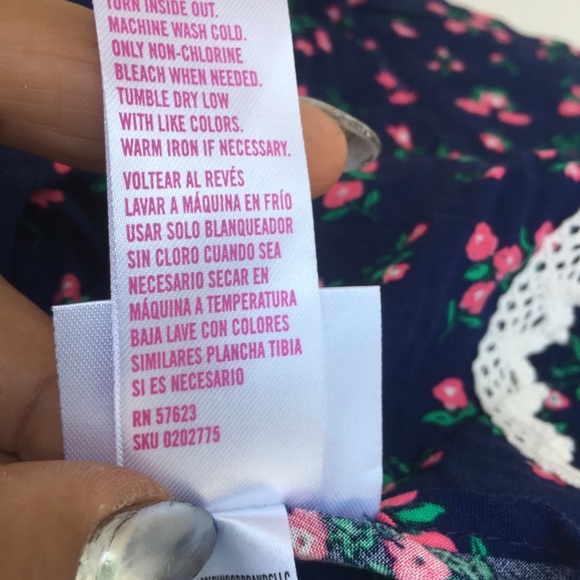 TURN INSIDE OUT.
MACHINE WASH COLD.
ONLY NON-CHLORINE
BLEACH WHEN NEEDED.
TUMBLE DRY LOW
WITH LIKE COLORS.
WARM IRON IF NECESSARY.
VOLTEAR AL REVÉS
LAVAR A MÁQUINA EN FRÍO
USAR SOLO BLANQUEADOR
SIN CLORO CUANDO SEA
NECESARIO SECAR EN
MÁQUINA A TEMPERATURA
BAJA LAVE CON COLORES
SIMILARES PLANCHA TIBIA
SI ES NECESARIO
RN 57623
SKU 0202775